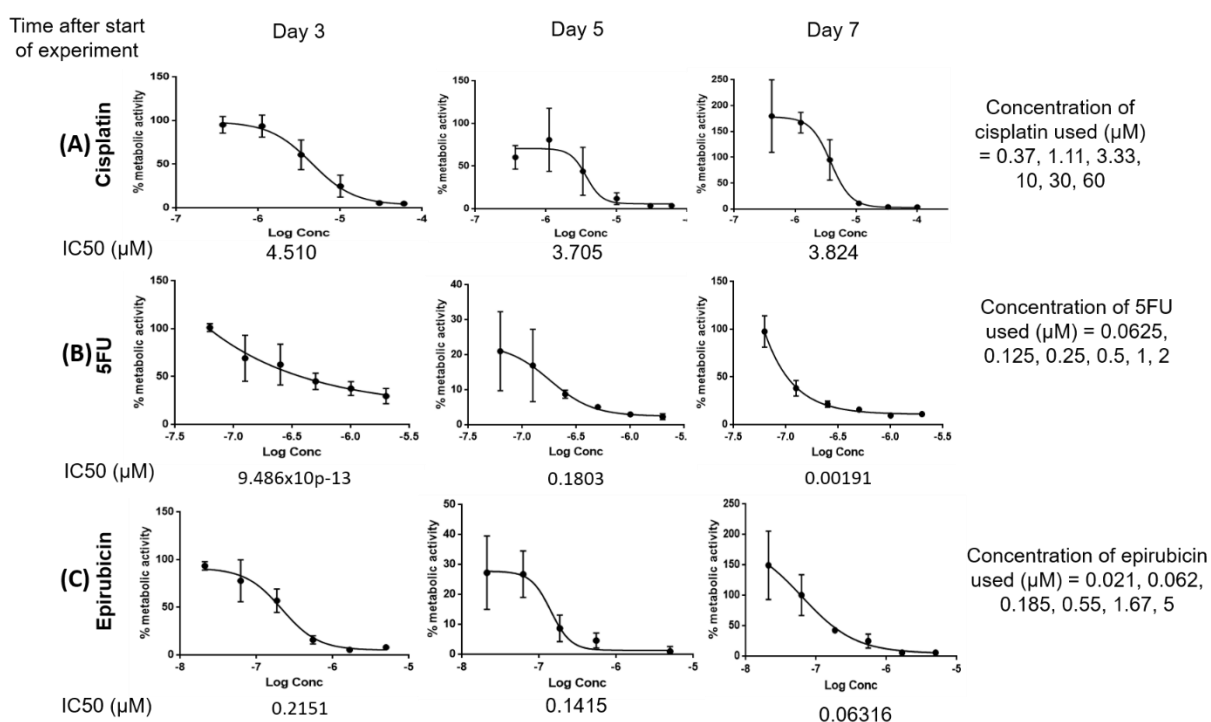 Time after start
of experiment
Day 3
Day 5
Day 7
(A)
Cisplatin
% metabolic activity
150
100
50
0
-7
-6
-5
-4
Log Conc
% metabolic activity
150
100
50
0
-7
-6
-5
-4
Log Conc
% metabolic activity
250
200
150
100
50
0
-7
-6
-5
-4
Log Conc
Concentration of
cisplatin used (µM)
= 0.37, 1.11, 3.33,
10, 30, 60
IC50 (µM)
4.510
3.705
3.824
(B)
5FU
% metabolic activity
150
100
50
0
-7.5
-7.0
-6.5
-6.0
-5.5
Log Conc
% metabolic activity
40
30
20
10
0
-7.5
-7.0
-6.5
-6.0
-5.
Log Conc
% metabolic activity
150
100
50
0
-7.5
-7.0
-6.5
-6.0
-5.5
Log Conc
Concentration of 5FU
used (µM) = 0.0625,
0.125, 0.25, 0.5, 1, 2
IC50 (µM)
9.486x10p-13
0.1803
0.00191
(C)
Epirubicin
% metabolic activity
150
100
50
0
-8
-7
-6
-5
Log Conc
% metabolic activity
50
40
30
20
10
0
-8
-7
-6
-5
Log Conc
% metabolic activity
250
200
150
100
50
0
-8
-7
-6
-5
Log Conc
Concentration of epirubicin
used (µM) = 0.021, 0.062,
0.185, 0.55, 1.67, 5
IC50 (µM)
0.2151
0.1415
0.06316